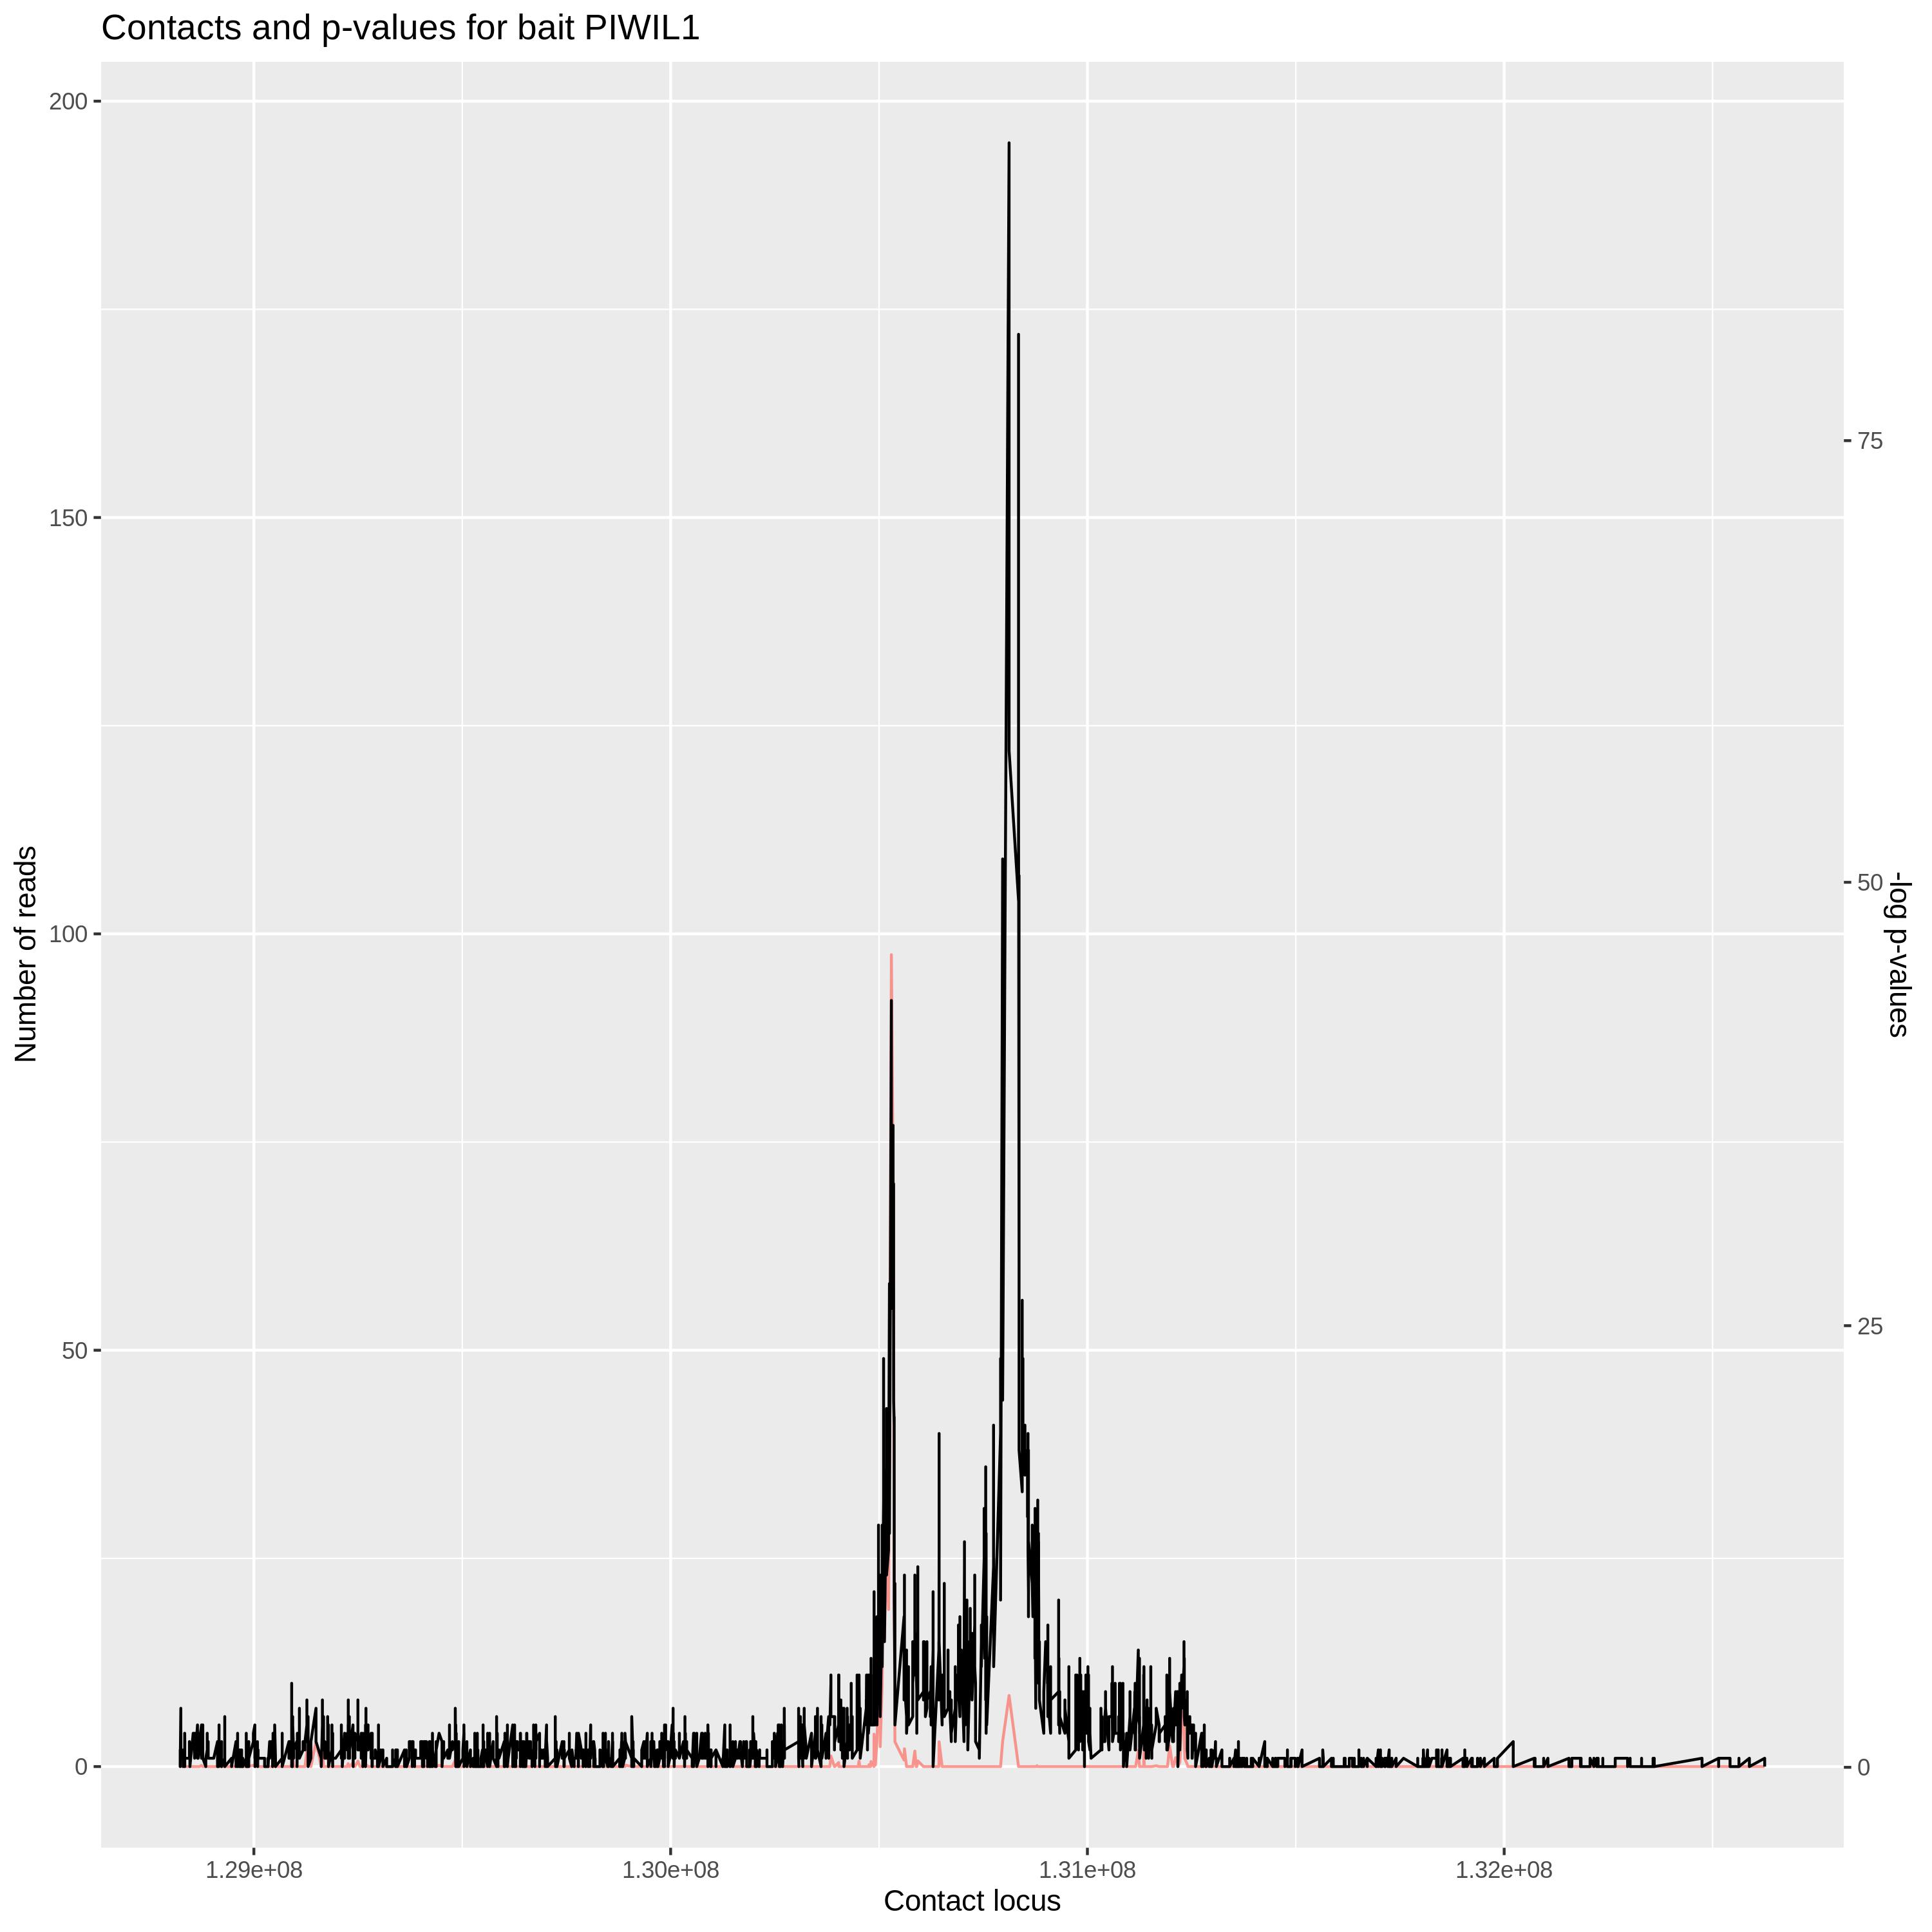 Contacts and p-values for bait PIWIL1
200
150
100
50
0
Number of reads
75
50
25
0
-log p-values
1.29e+08
1.30e+08
1.31e+08
1.32e+08
Contact locus